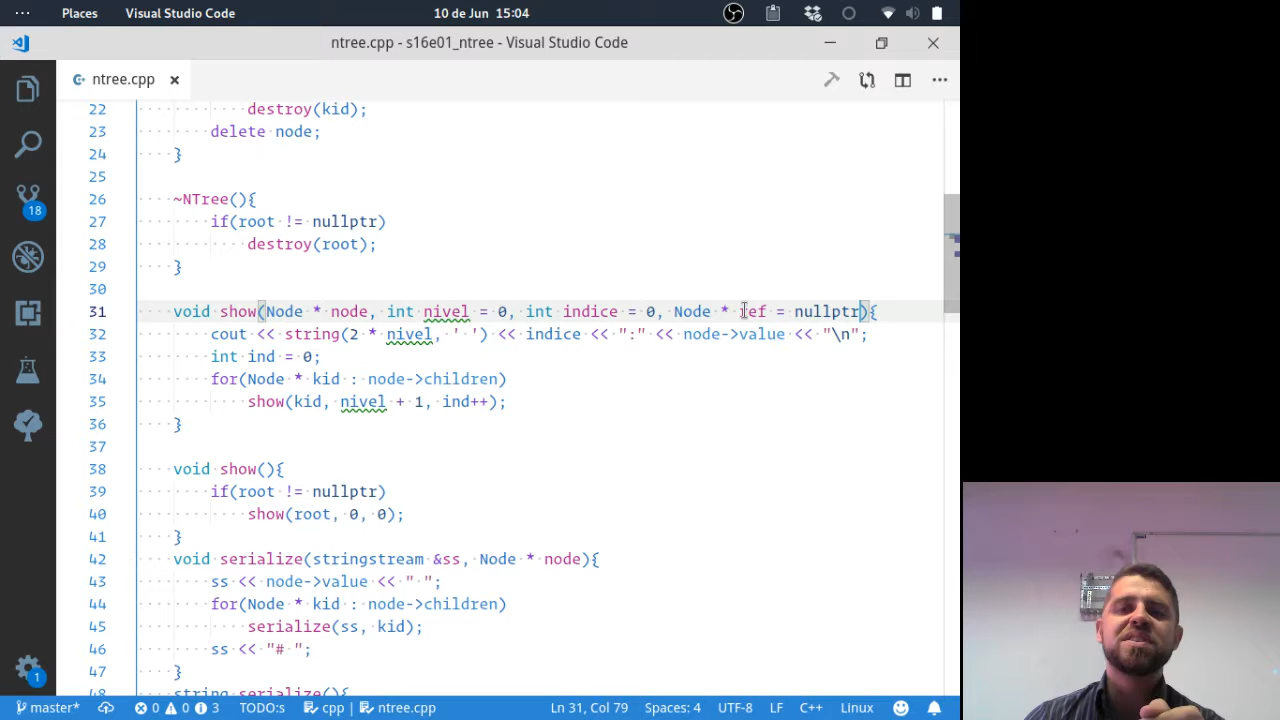 ··· Places Visual Studio Code 10 de Jun 15:04
ntree.cpp - s16e01_ntree - Visual Studio Code
ntree.cpp
22 destroy(kid);
23 delete node;
24 }
25
26 ~NTree(){
27 if(root != nullptr)
28 destroy(root);
29 }
30
31 void show(Node * node, int nivel = 0, int indice = 0, Node * ref = nullptr){
32 cout << string(2 * nivel, ' ') << indice << ":" << node->value << "\n";
33 int ind = 0;
34 for(Node * kid : node->children)
35 show(kid, nivel + 1, ind++);
36 }
37
38 void show(){
39 if(root != nullptr)
40 show(root, 0, 0);
41 }
42 void serialize(stringstream &ss, Node * node){
43 ss << node->value << " ";
44 for(Node * kid : node->children)
45 serialize(ss, kid);
46 ss << "# ";
47 }
48 string serialize(){
18
1
master* 0 0 3 TODO:s cpp | ntree.cpp Ln 31, Col 79 Spaces: 4 UTF-8 LF C++ Linux